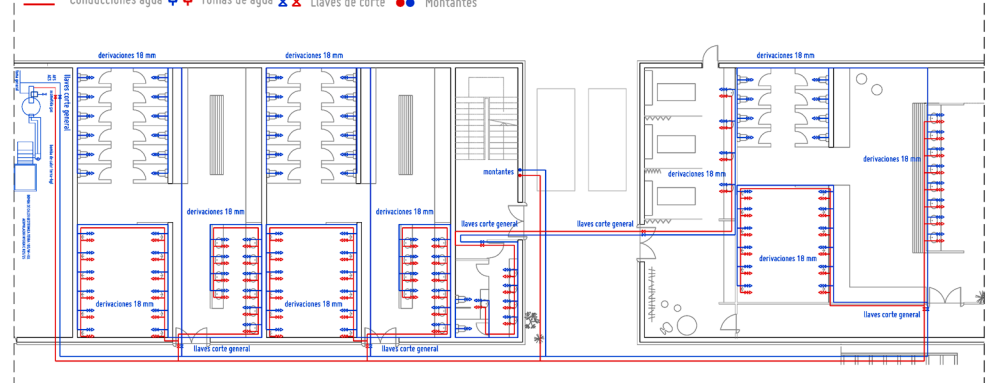 Conducciones agua Tomas de agua Llaves de corte Montantes
derivaciones 18 mm
derivaciones 18 mm
derivaciones 18 mm
llaves corte general
derivaciones 18 mm
derivaciones 18 mm
montantes
derivaciones 18 mm
derivaciones 18 mm
llaves corte general
llaves corte general
derivaciones 18 mm
derivaciones 18 mm
derivaciones 18 mm
llaves corte general
llaves corte general
llaves corte general